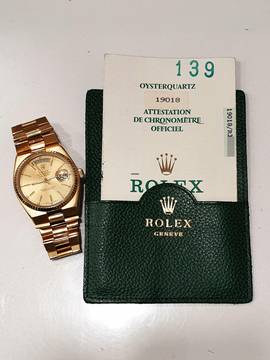 139
OYSTERQUARTZ
19018
ATTESTATION
DE CHRONOMÈTRE
OFFICIEL
ROLEX
ROLEX
GENEVE